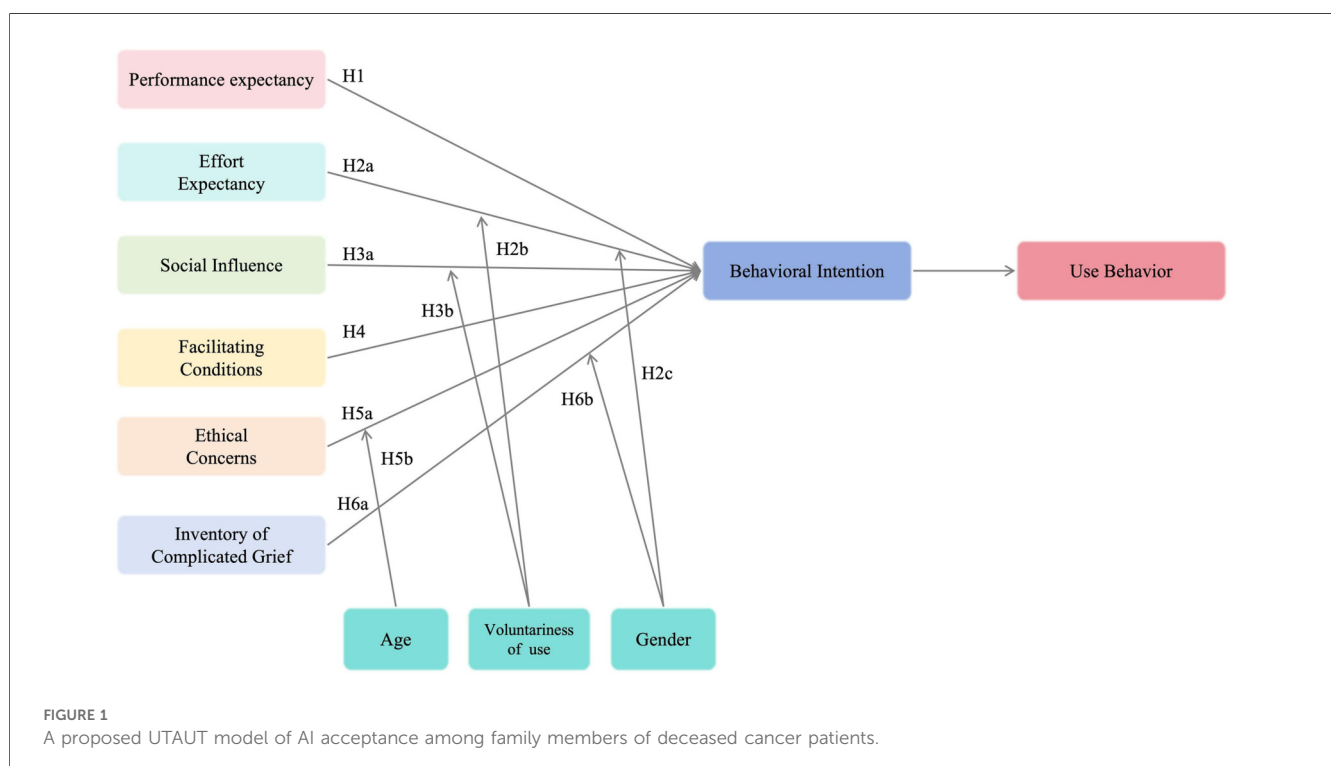 Performance expectancy
H1
Effort
Expectancy
H2a
Social Influence
H3a
H2b
Behavioral Intention
Use Behavior
H3b
Facilitating
Conditions
H4
H2c
H6b
Ethical
Concerns
H5a
H5b
Inventory of
Complicated Grief
H6a
Age
Voluntariness
of use
Gender
FIGURE 1
A proposed UTAUT model of AI acceptance among family members of deceased cancer patients.